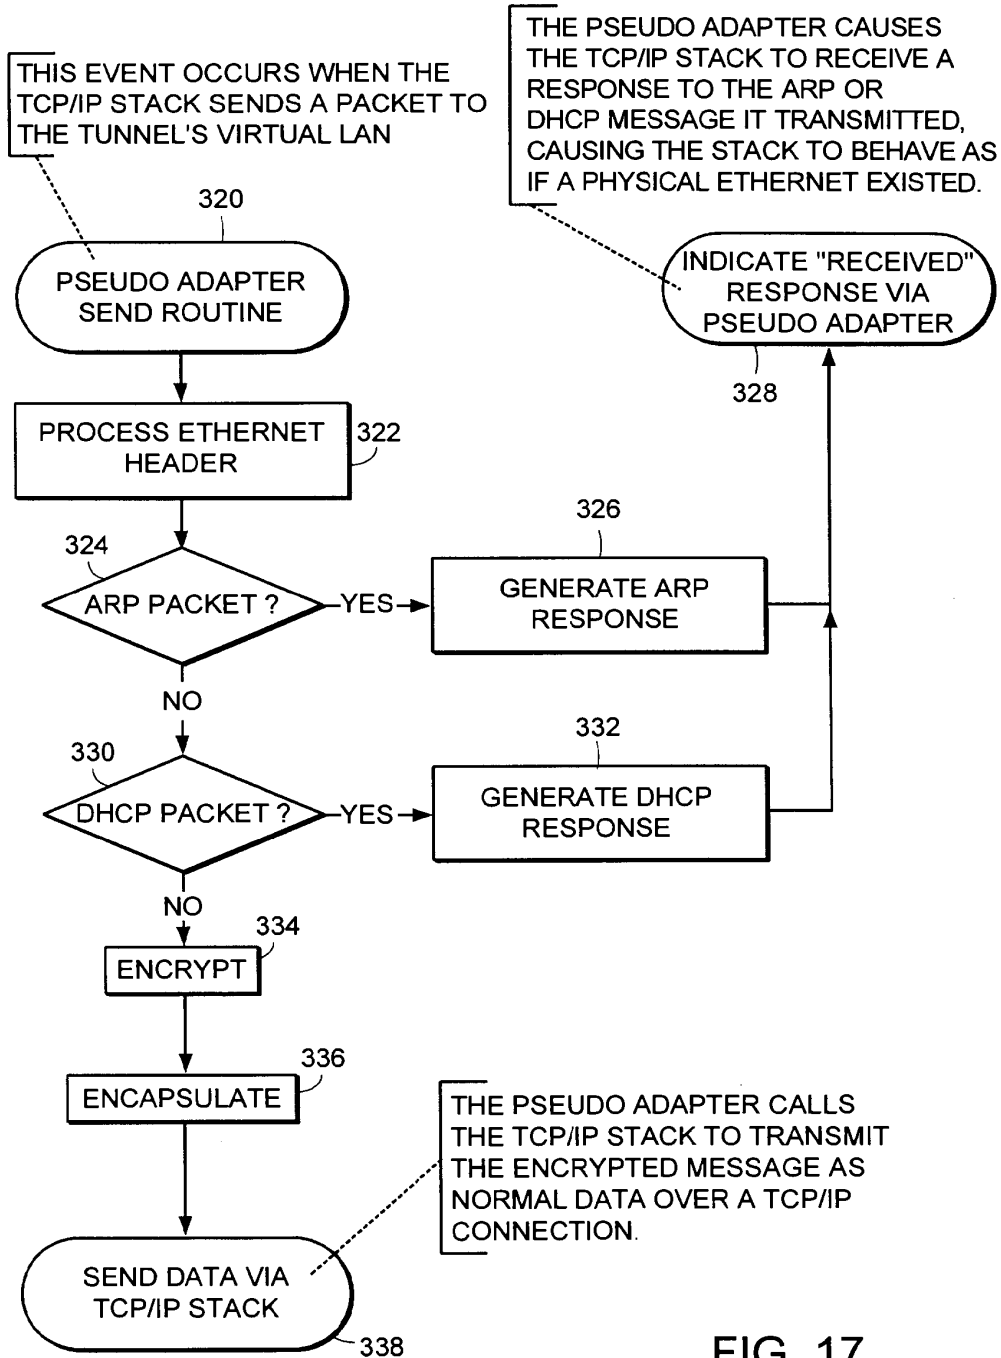 THIS EVENT OCCURS WHEN THE
TCP/IP STACK SENDS A PACKET TO
THE TUNNEL'S VIRTUAL LAN
THE PSEUDO ADAPTER CAUSES
THE TCP/IP STACK TO RECEIVE A
RESPONSE TO THE ARP OR
DHCP MESSAGE IT TRANSMITTED,
CAUSING THE STACK TO BEHAVE AS
IF A PHYSICAL ETHERNET EXISTED.
320
PSEUDO ADAPTER
SEND ROUTINE
INDICATE "RECEIVED"
RESPONSE VIA
PSEUDO ADAPTER
328
PROCESS ETHERNET
HEADER
322
324
ARP PACKET ?
YES
326
GENERATE ARP
RESPONSE
NO
330
DHCP PACKET ?
YES
332
GENERATE DHCP
RESPONSE
NO
334
ENCRYPT
336
ENCAPSULATE
THE PSEUDO ADAPTER CALLS
THE TCP/IP STACK TO TRANSMIT
THE ENCRYPTED MESSAGE AS
NORMAL DATA OVER A TCP/IP
CONNECTION.
SEND DATA VIA
TCP/IP STACK
338
FIG. 17